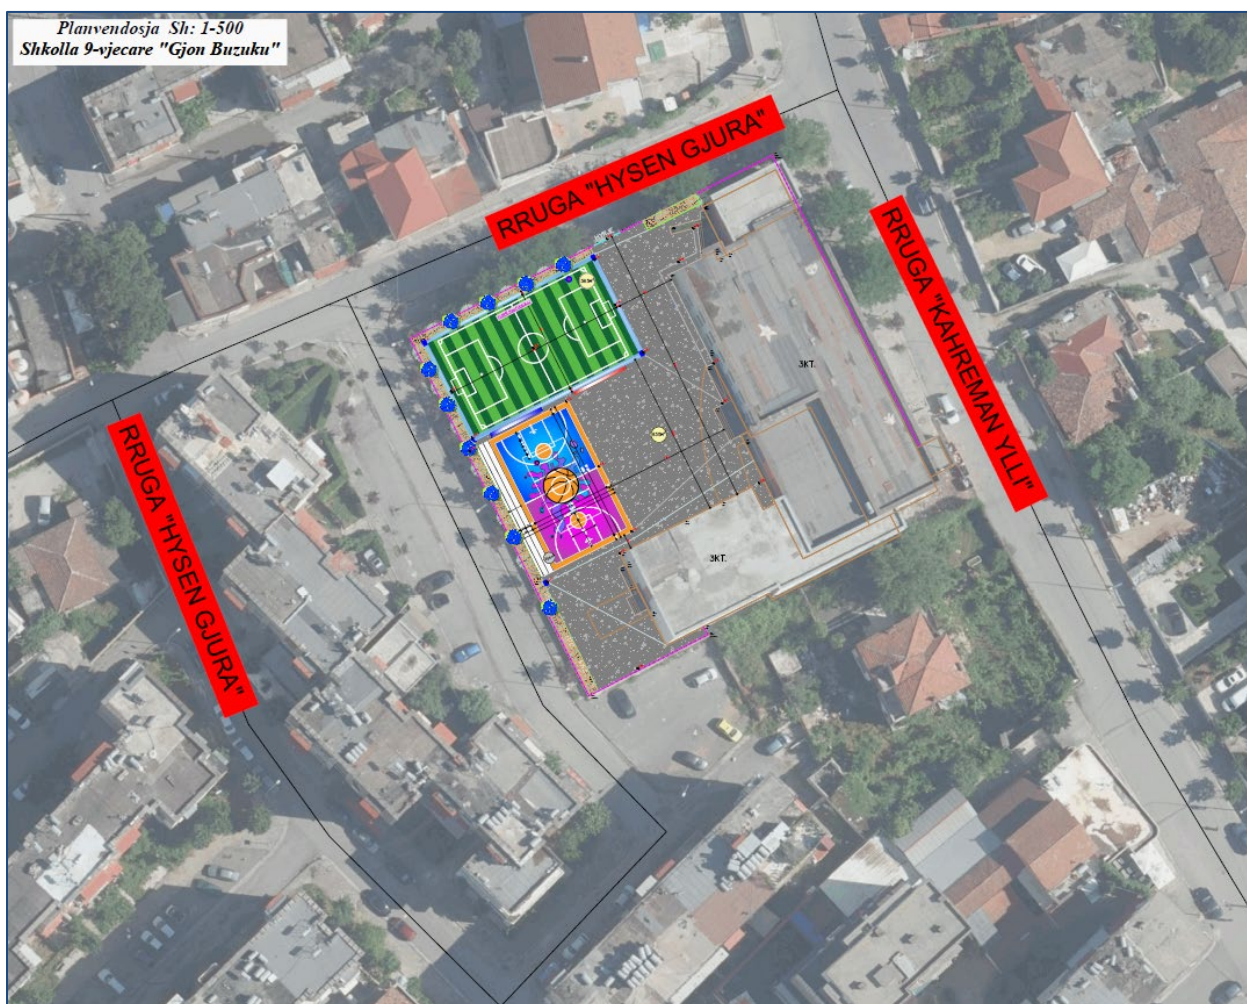 Planvendosja Sh: 1-500
Shkolla 9-vjecare "Gjon Buzuku"
RRUGA "HYSEN GJURA"
RRUGA "KAHREMAN YLLI"
RRUGA "HYSEN GJURA"
3KT.
3KT.